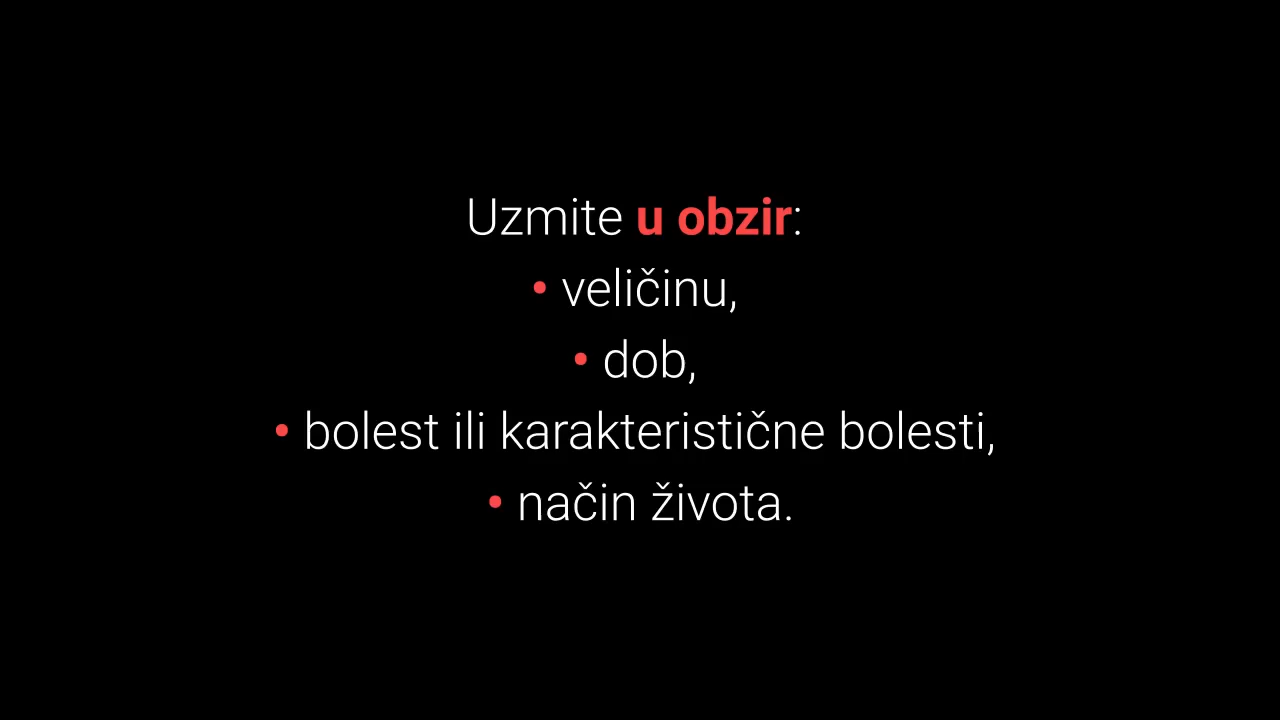 Uzmite u obzir:
• veličinu,
• dob,
• bolest ili karakteristične bolesti,
• način života.